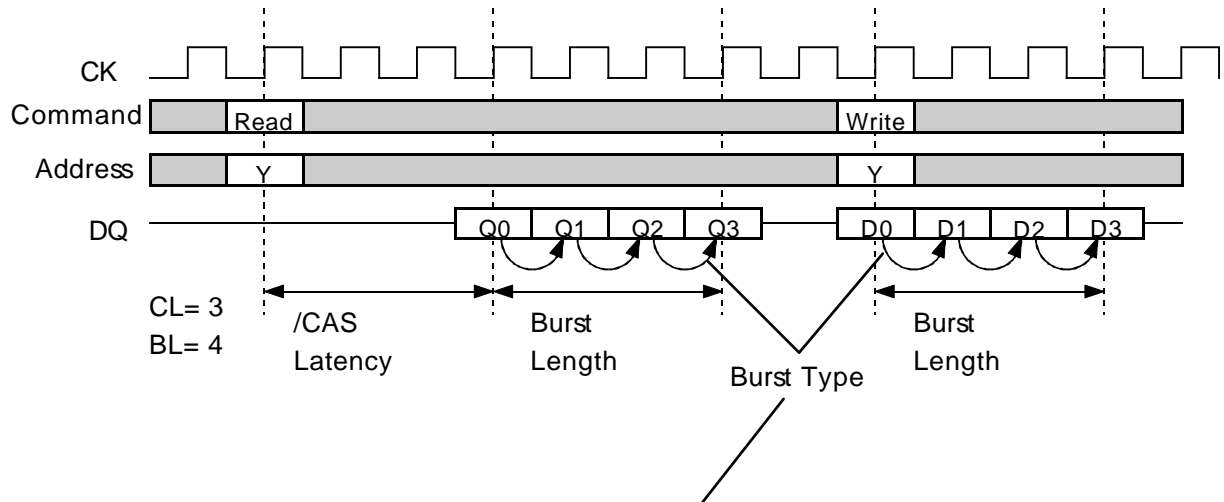 CK
Command
Read
Write
Address
Y
Y
DQ
Q0 Q1 Q2 Q3
D0 D1 D2 D3
CL= 3
BL= 4
/CAS
Latency
Burst
Length
Burst Type
Burst
Length